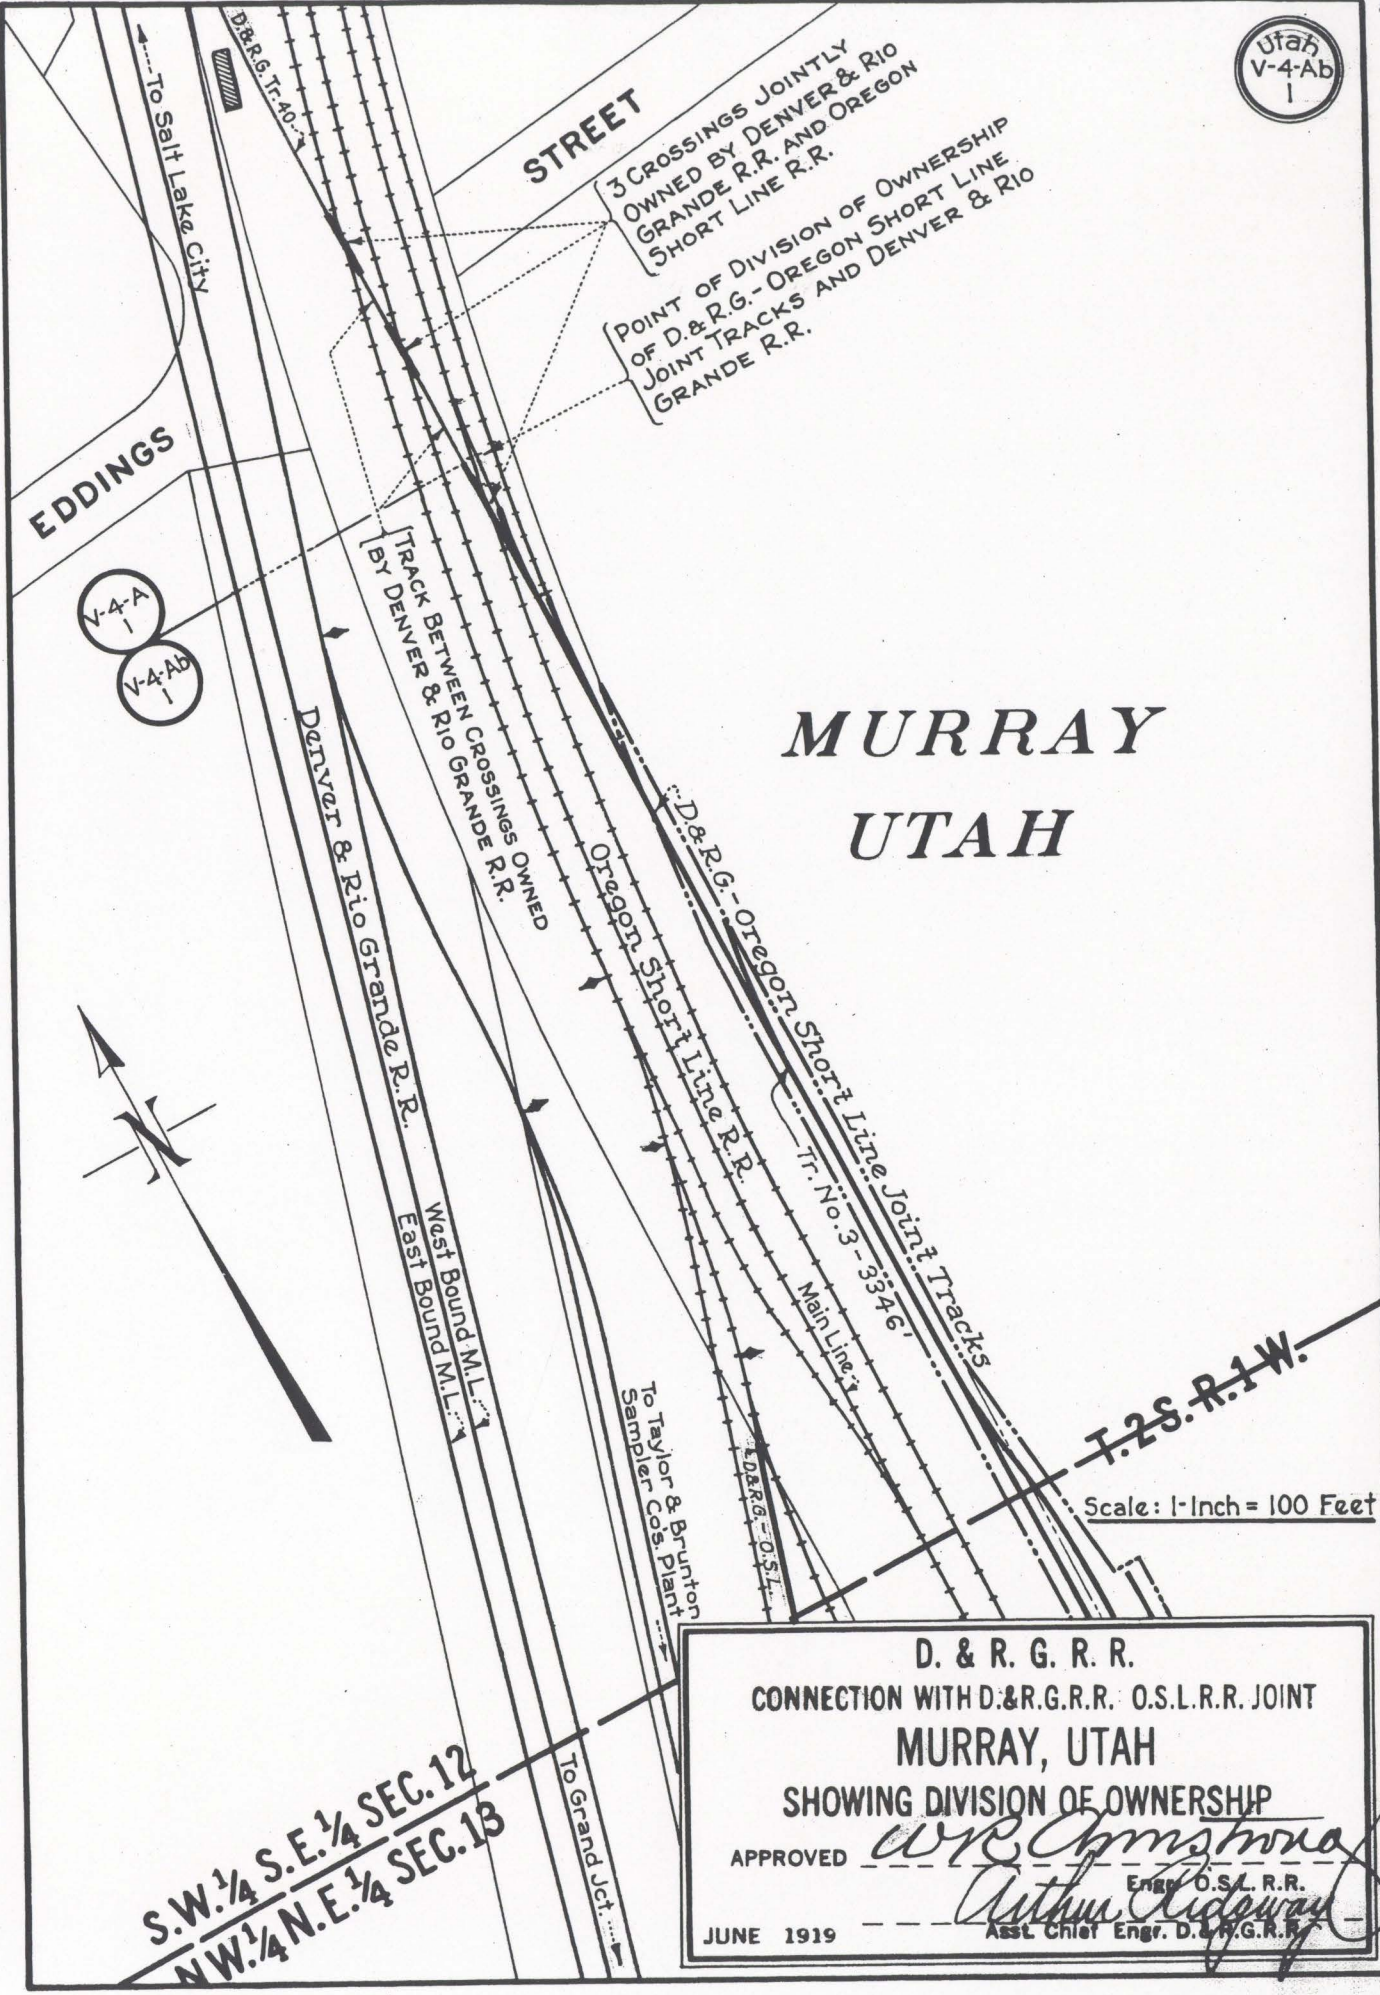 Utah
V-4-Ab
1
D.&R.G. Tr. 40
To Salt Lake City
STREET
3 CROSSINGS JOINTLY
OWNED BY DENVER & RIO
GRANDE R.R. AND OREGON
SHORT LINE R.R.
POINT OF DIVISION OF OWNERSHIP
OF D.&R.G.-OREGON SHORT LINE
JOINT TRACKS AND DENVER & RIO
GRANDE R.R.
EDDINGS
V-4-A
1
V-4-Ab
1
TRACK BETWEEN CROSSINGS OWNED
BY DENVER & RIO GRANDE R.R.
MURRAY
UTAH
Denver & Rio Grande R.R.
Oregon Short Line R.R.
D.&R.G.-Oregon Short Line Joint Tracks
Tr. No. 3-3346'
N
West Bound M.L.
East Bound M.L.
Main Line
To Taylor & Brunton
Sampler Co's. Plant
D.&R.G.-O.S.L.
T.2S.R.1W.
Scale: 1-Inch = 100 Feet
S.W.¼ S.E.¼ SEC.12
N.W.¼ N.E.¼ SEC.13
To Grand Jct.
D. & R. G. R. R.
CONNECTION WITH D.&R.G.R.R. O.S.L.R.R. JOINT
MURRAY, UTAH
SHOWING DIVISION OF OWNERSHIP
APPROVED W R Armstrong
Engr. O.S.L. R.R.
Arthur Ridgway
JUNE 1919 Asst. Chief Engr. D.&R.G.R.R.